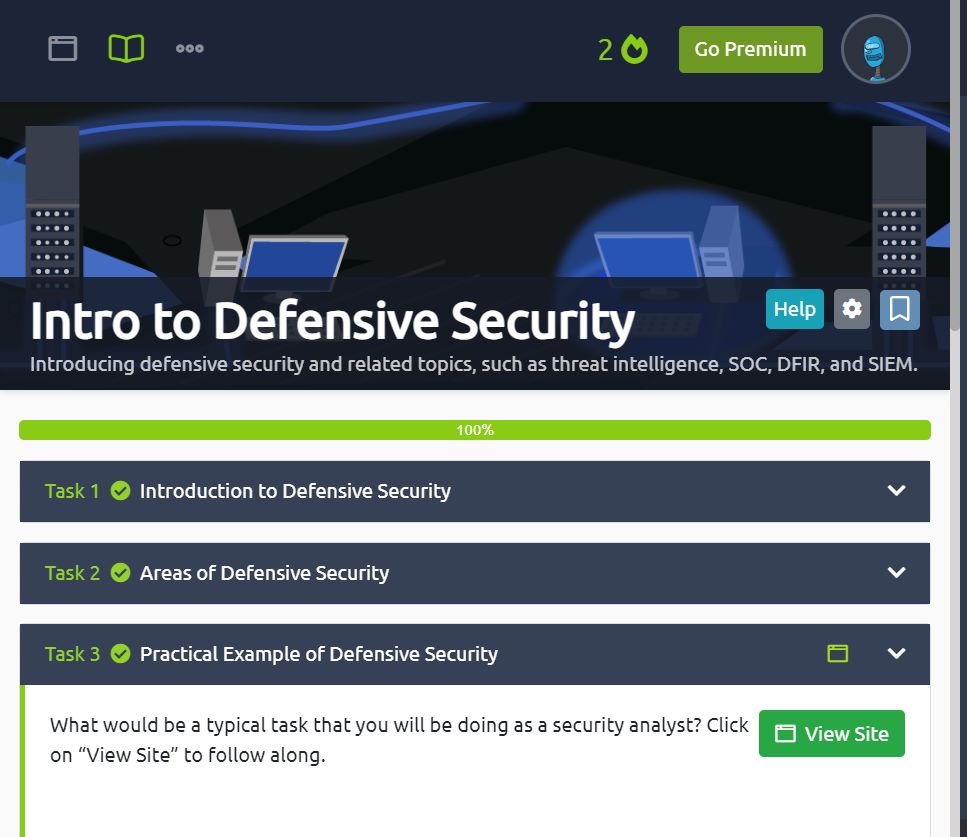 2
Go Premium
Intro to Defensive Security
Help
Introducing defensive security and related topics, such as threat intelligence, SOC, DFIR, and SIEM.
100%
Task 1 Introduction to Defensive Security
Task 2 Areas of Defensive Security
Task 3 Practical Example of Defensive Security
What would be a typical task that you will be doing as a security analyst? Click
on “View Site” to follow along.
View Site